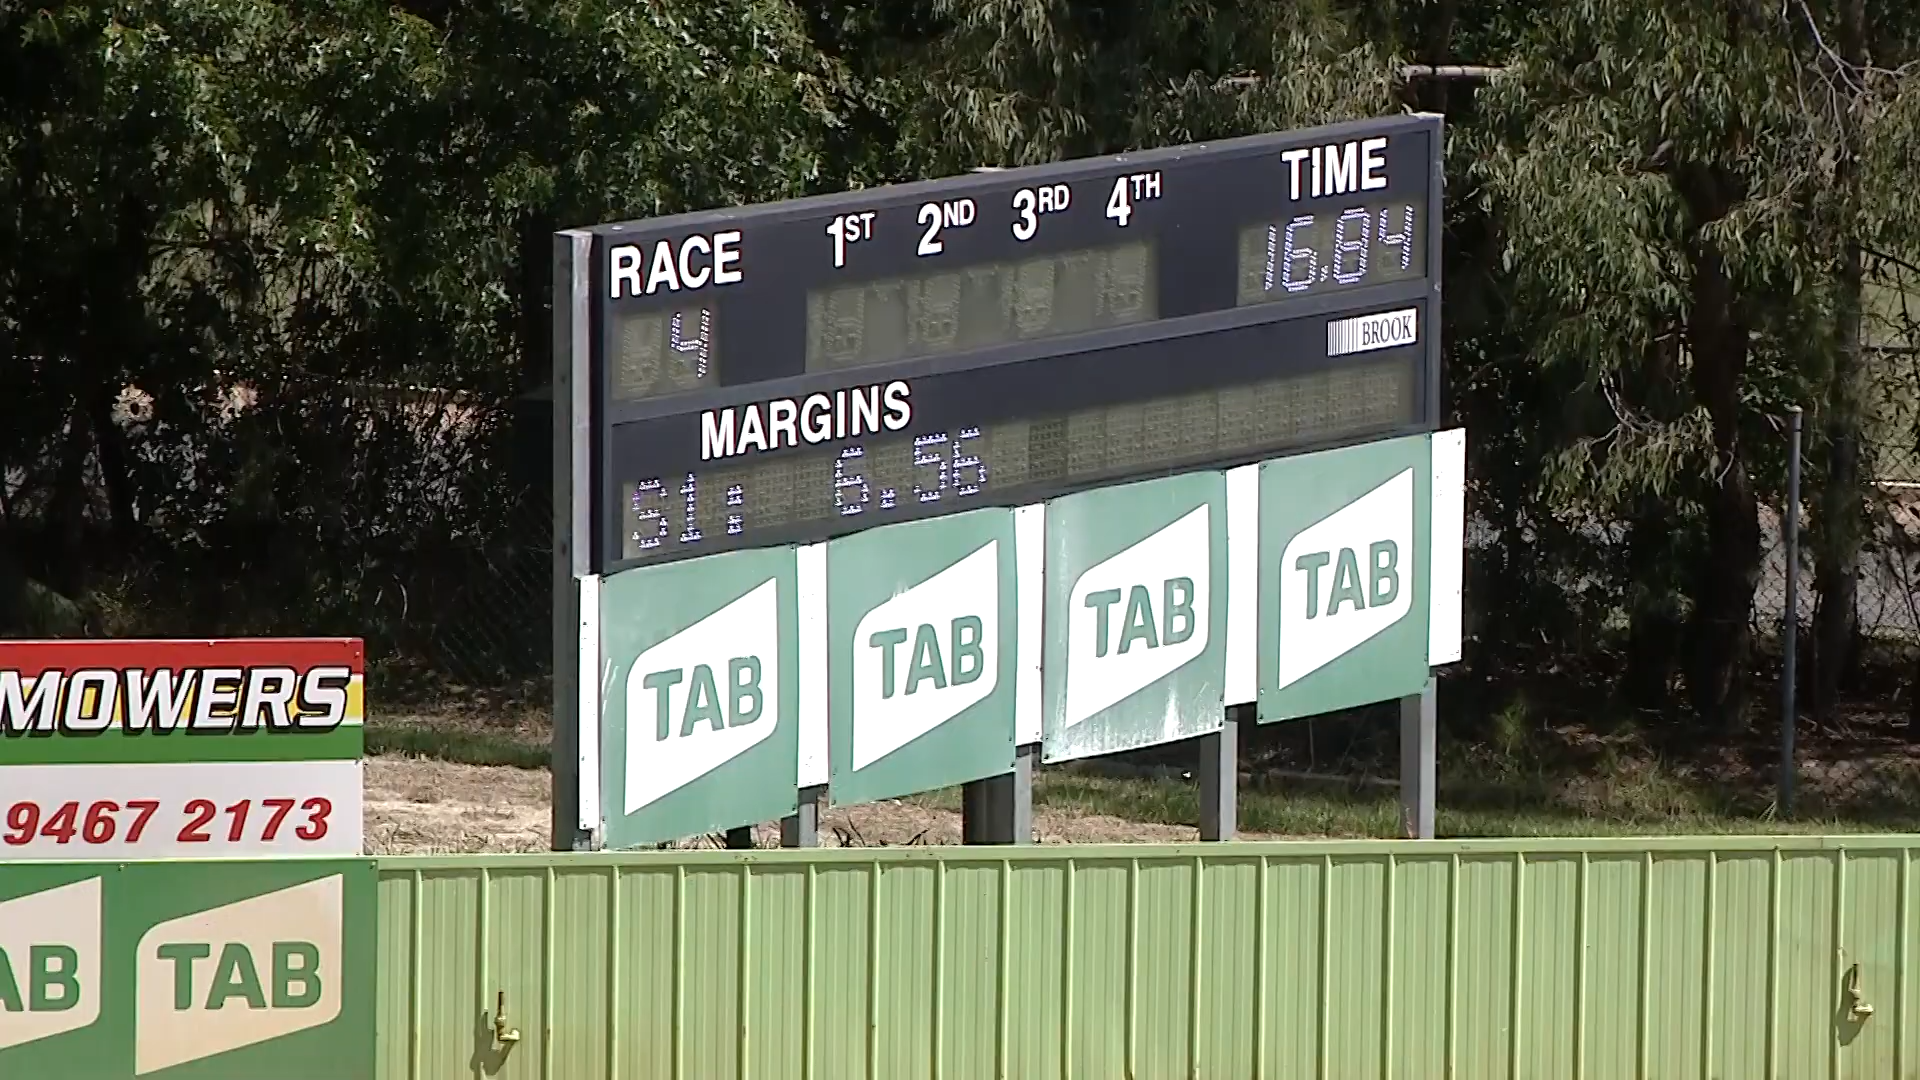 RACE 1ST 2ND 3RD 4TH TIME
4 16.84
BROOK
MARGINS
S1: 6.56
TAB TAB TAB TAB
MOWERS
9467 2173
AB TAB